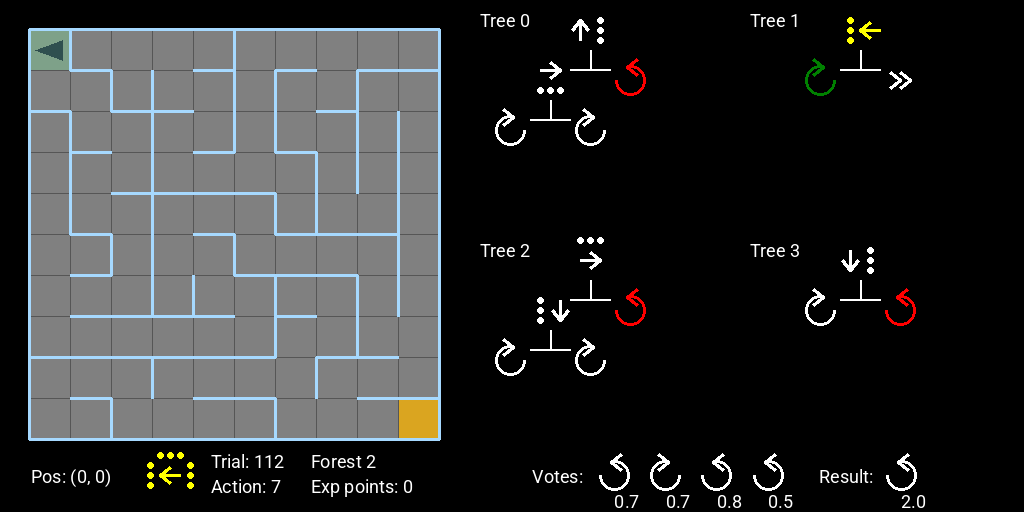 Tree 0
Tree 1
Tree 2
Tree 3
Pos: (0, 0)
Trial: 112
Forest 2
Action: 7
Exp points: 0
Votes:
0.7
0.7
0.8
0.5
Result:
2.0